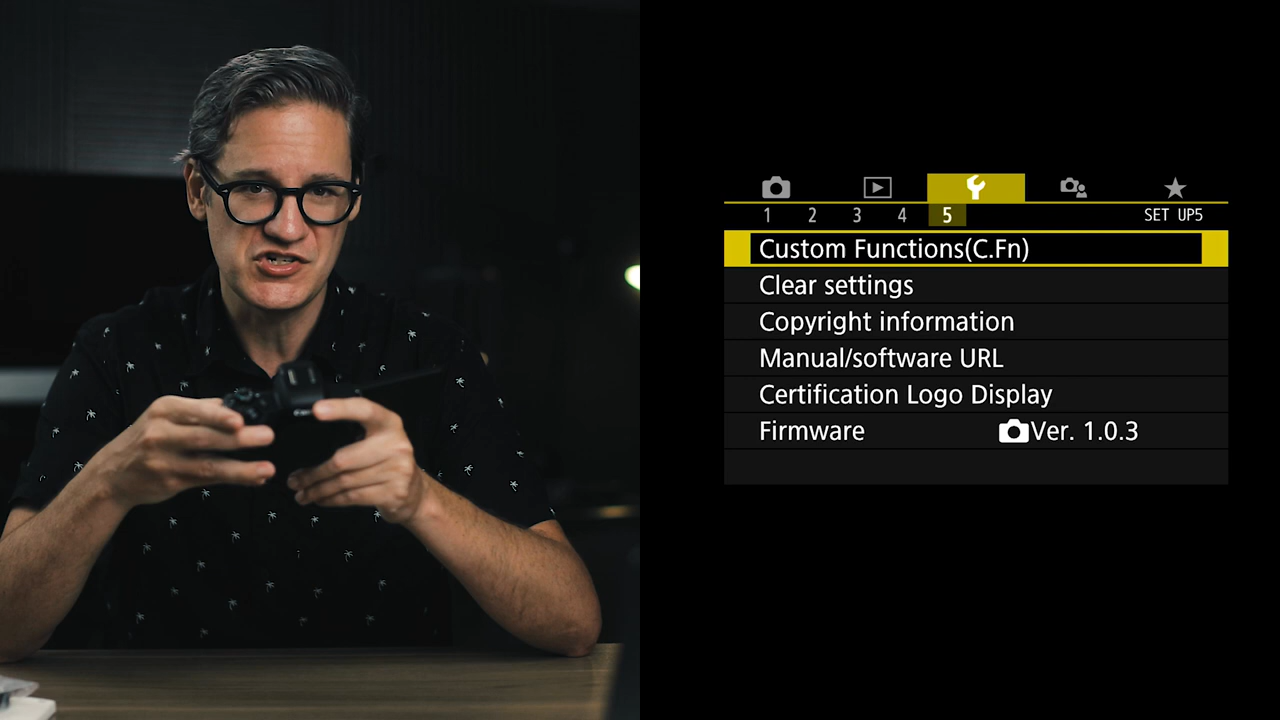 1 2 3 4 5 SET UP5
Custom Functions(C.Fn)
Clear settings
Copyright information
Manual/software URL
Certification Logo Display
Firmware Ver. 1.0.3